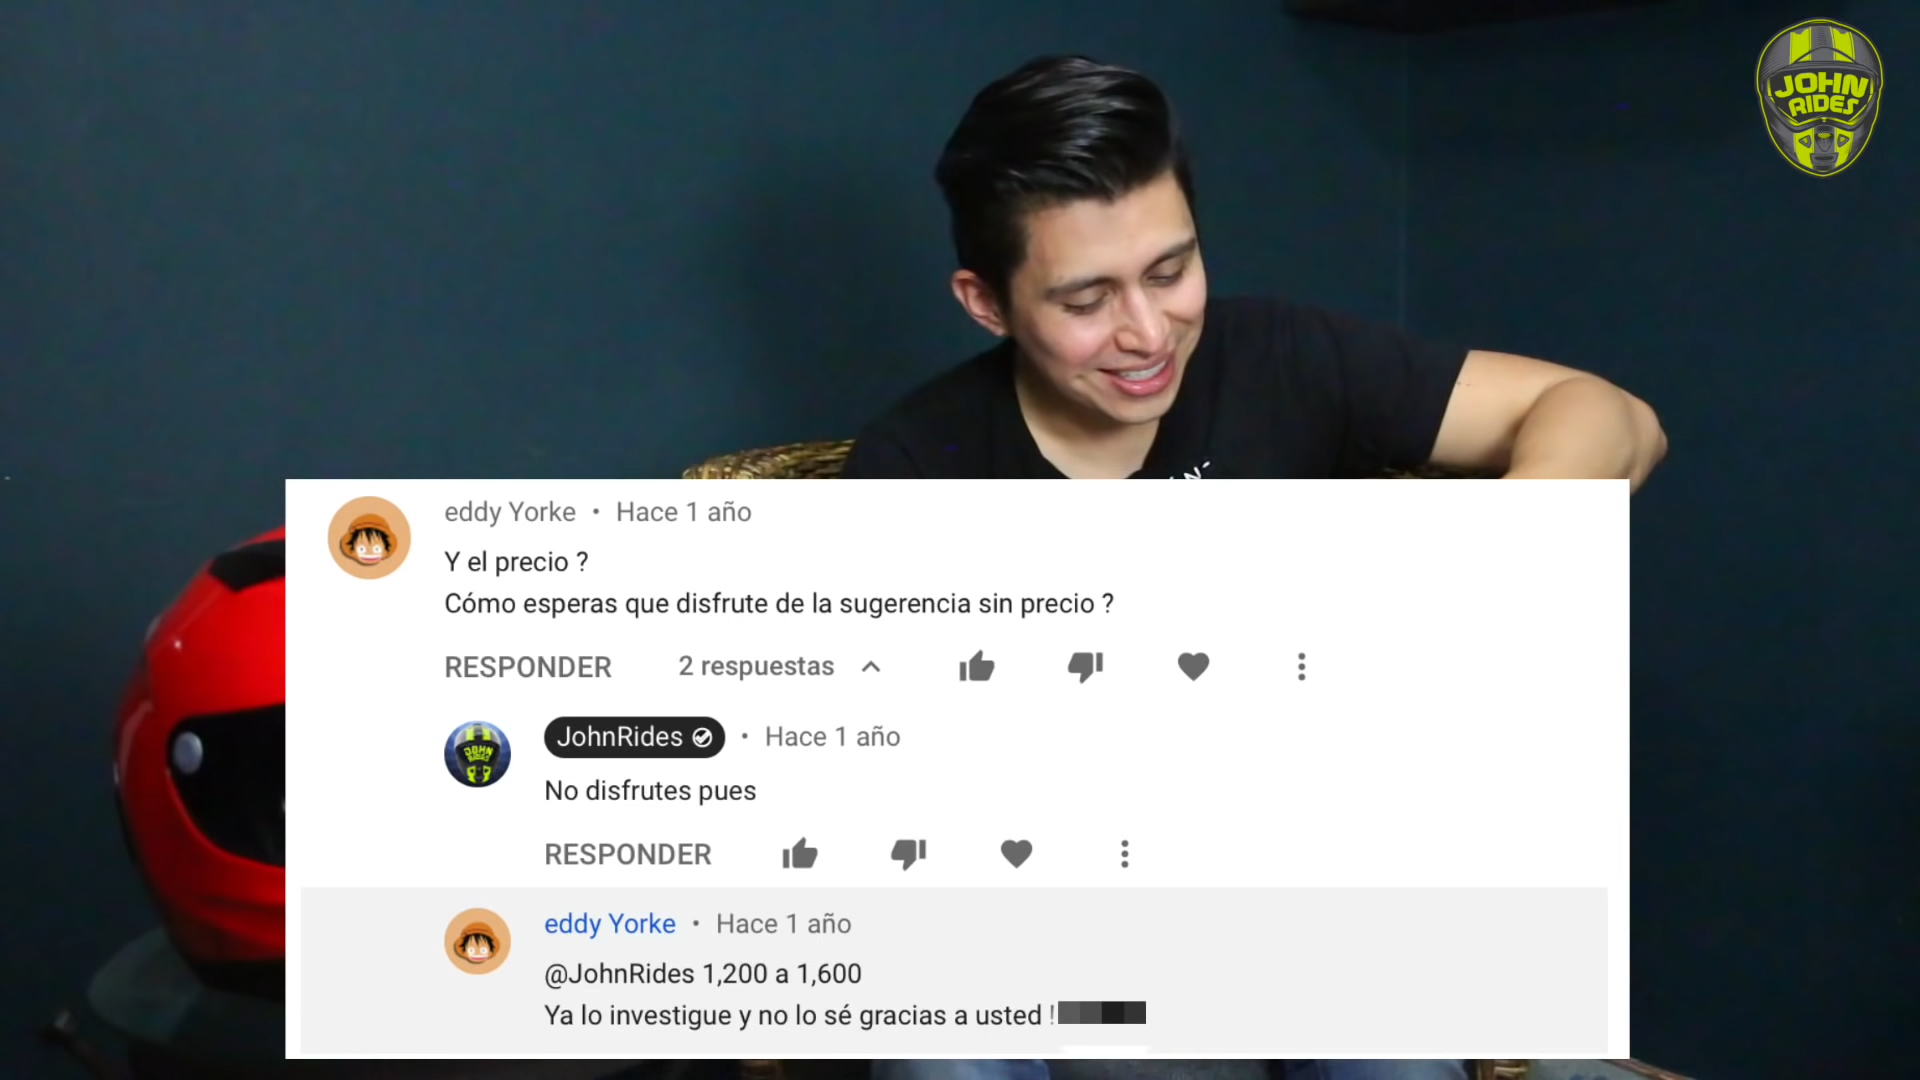 JOHN
RIDES
eddy Yorke • Hace 1 año
Y el precio ?
Cómo esperas que disfrute de la sugerencia sin precio ?
RESPONDER 2 respuestas
JohnRides • Hace 1 año
JOHN
RIDES
No disfrutes pues
RESPONDER
eddy Yorke • Hace 1 año
@JohnRides 1,200 a 1,600
Ya lo investigue y no lo sé gracias a usted !